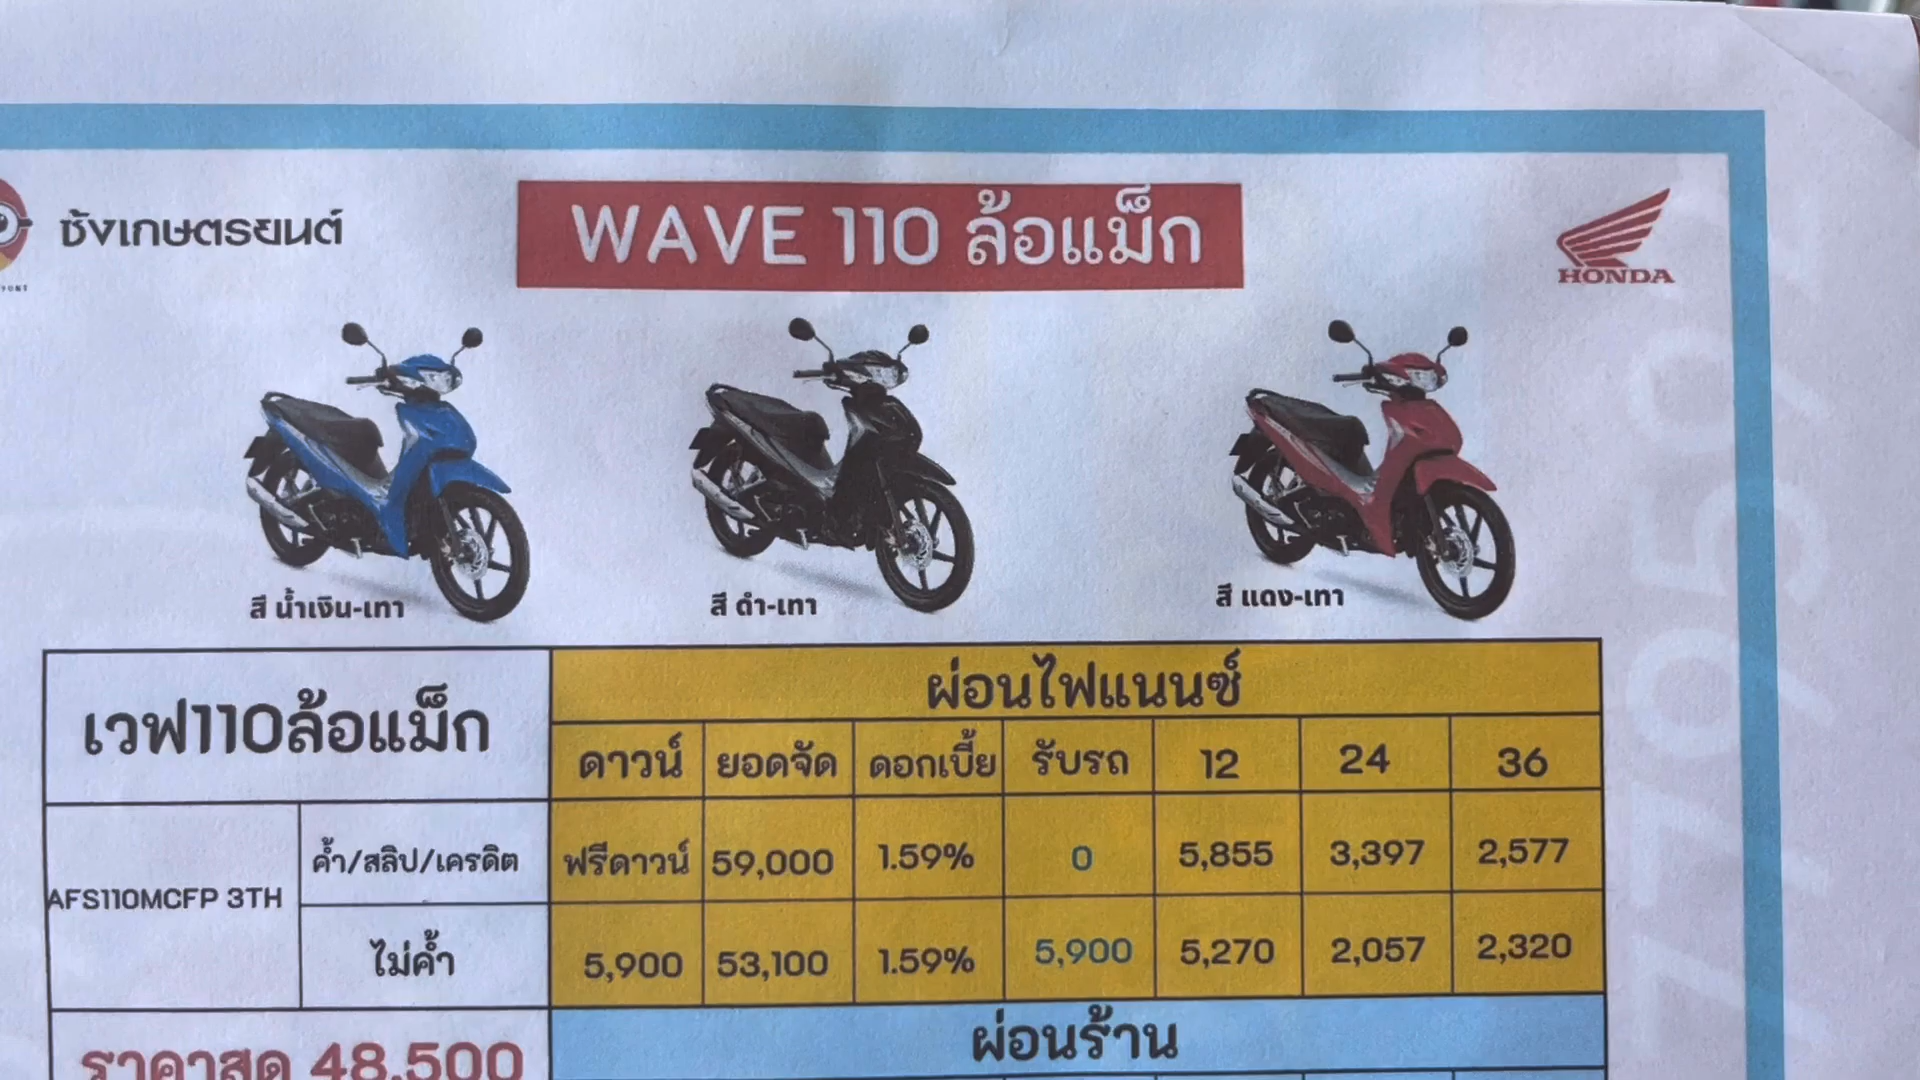 ซังเกษตรยนต์
WAVE 110 ล้อแม็ก
HONDA
สี น้ำเงิน-เทา
สี ดำ-เทา
สี แดง-เทา
เวฟ110ล้อแม็ก
ผ่อนไฟแนนซ์
ดาวน์ ยอดจัด ดอกเบี้ย รับรถ 12 24 36
AFS110MCFP 3TH
ค้ำ/สลิป/เครดิต ฟรีดาวน์ 59,000 1.59% 0 5,855 3,397 2,577
ไม่ค้ำ 5,900 53,100 1.59% 5,900 5,270 2,057 2,320
ราคาสด 48,500
ผ่อนร้าน